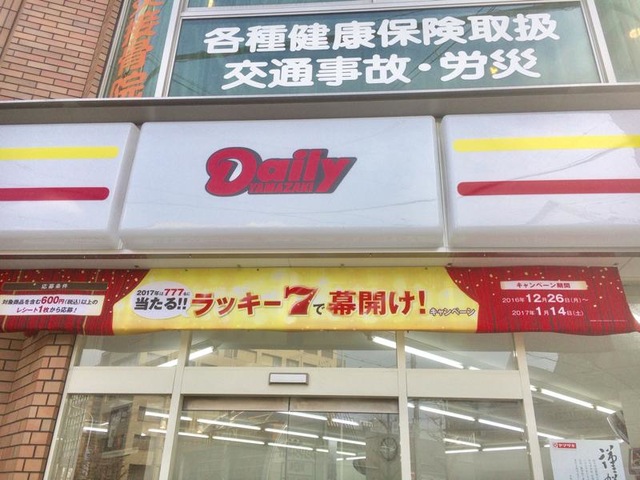 各種健康保険取扱
交通事故・労災
Daily
YAMAZAKI
応募条件
対象商品を含む600円(税込)以上の
レシート1枚から応募!
2017年は777名に
当たる!!
ラッキー7で幕開け!
キャンペーン
キャンペーン期間
2016年12月26日(月)〜
2017年1月14日(土)
ヤマザキ